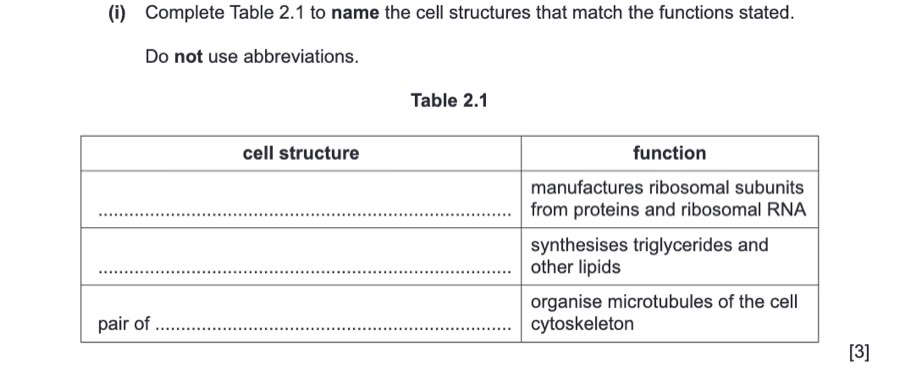 (i) Complete Table 2.1 to name the cell structures that match the functions stated.
Do not use abbreviations.
Table 2.1
cell structure function
manufactures ribosomal subunits
from proteins and ribosomal RNA
synthesises triglycerides and
other lipids
organise microtubules of the cell
pair of ........................................................................ cytoskeleton
[3]